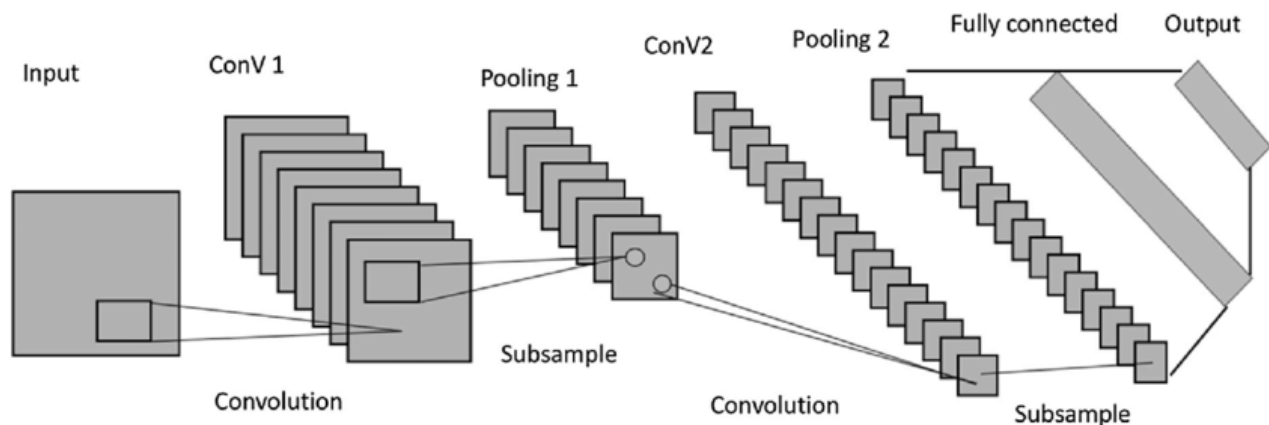 Input
ConV 1
Pooling 1
ConV2
Pooling 2
Fully connected
Output
Convolution
Subsample
Convolution
Subsample